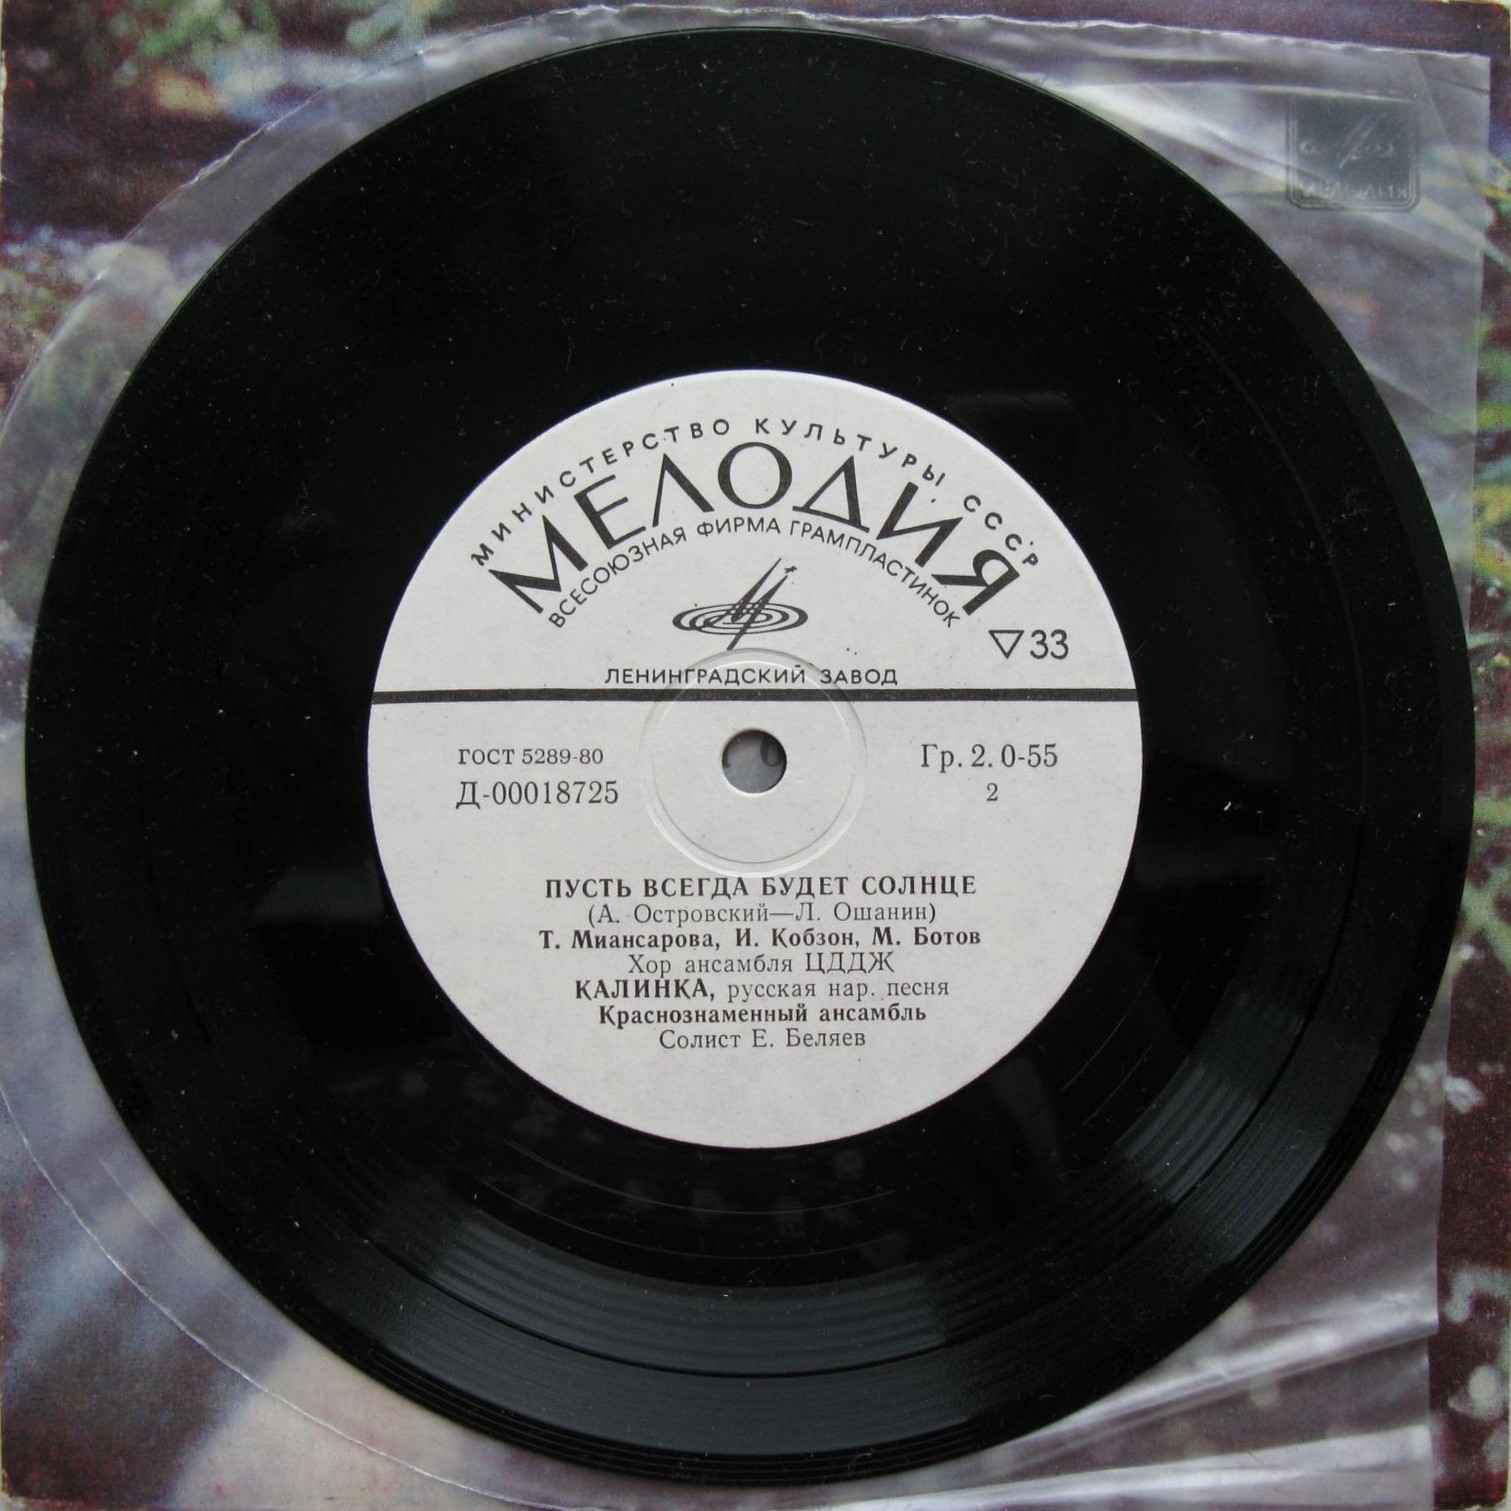 МИНИСТЕРСТВО КУЛЬТУРЫ СССР
МЕЛОДИЯ
ВСЕСОЮЗНАЯ ФИРМА ГРАМПЛАСТИНОК
▽33
ЛЕНИНГРАДСКИЙ ЗАВОД
ГОСТ 5289-80
Гр. 2. 0-55
Д-00018725
2
ПУСТЬ ВСЕГДА БУДЕТ СОЛНЦЕ
(А. Островский—Л. Ошанин)
Т. Миансарова, И. Кобзон, М. Ботов
Хор ансамбля ЦДДЖ
КАЛИНКА, русская нар. песня
Краснознаменный ансамбль
Солист Е. Беляев